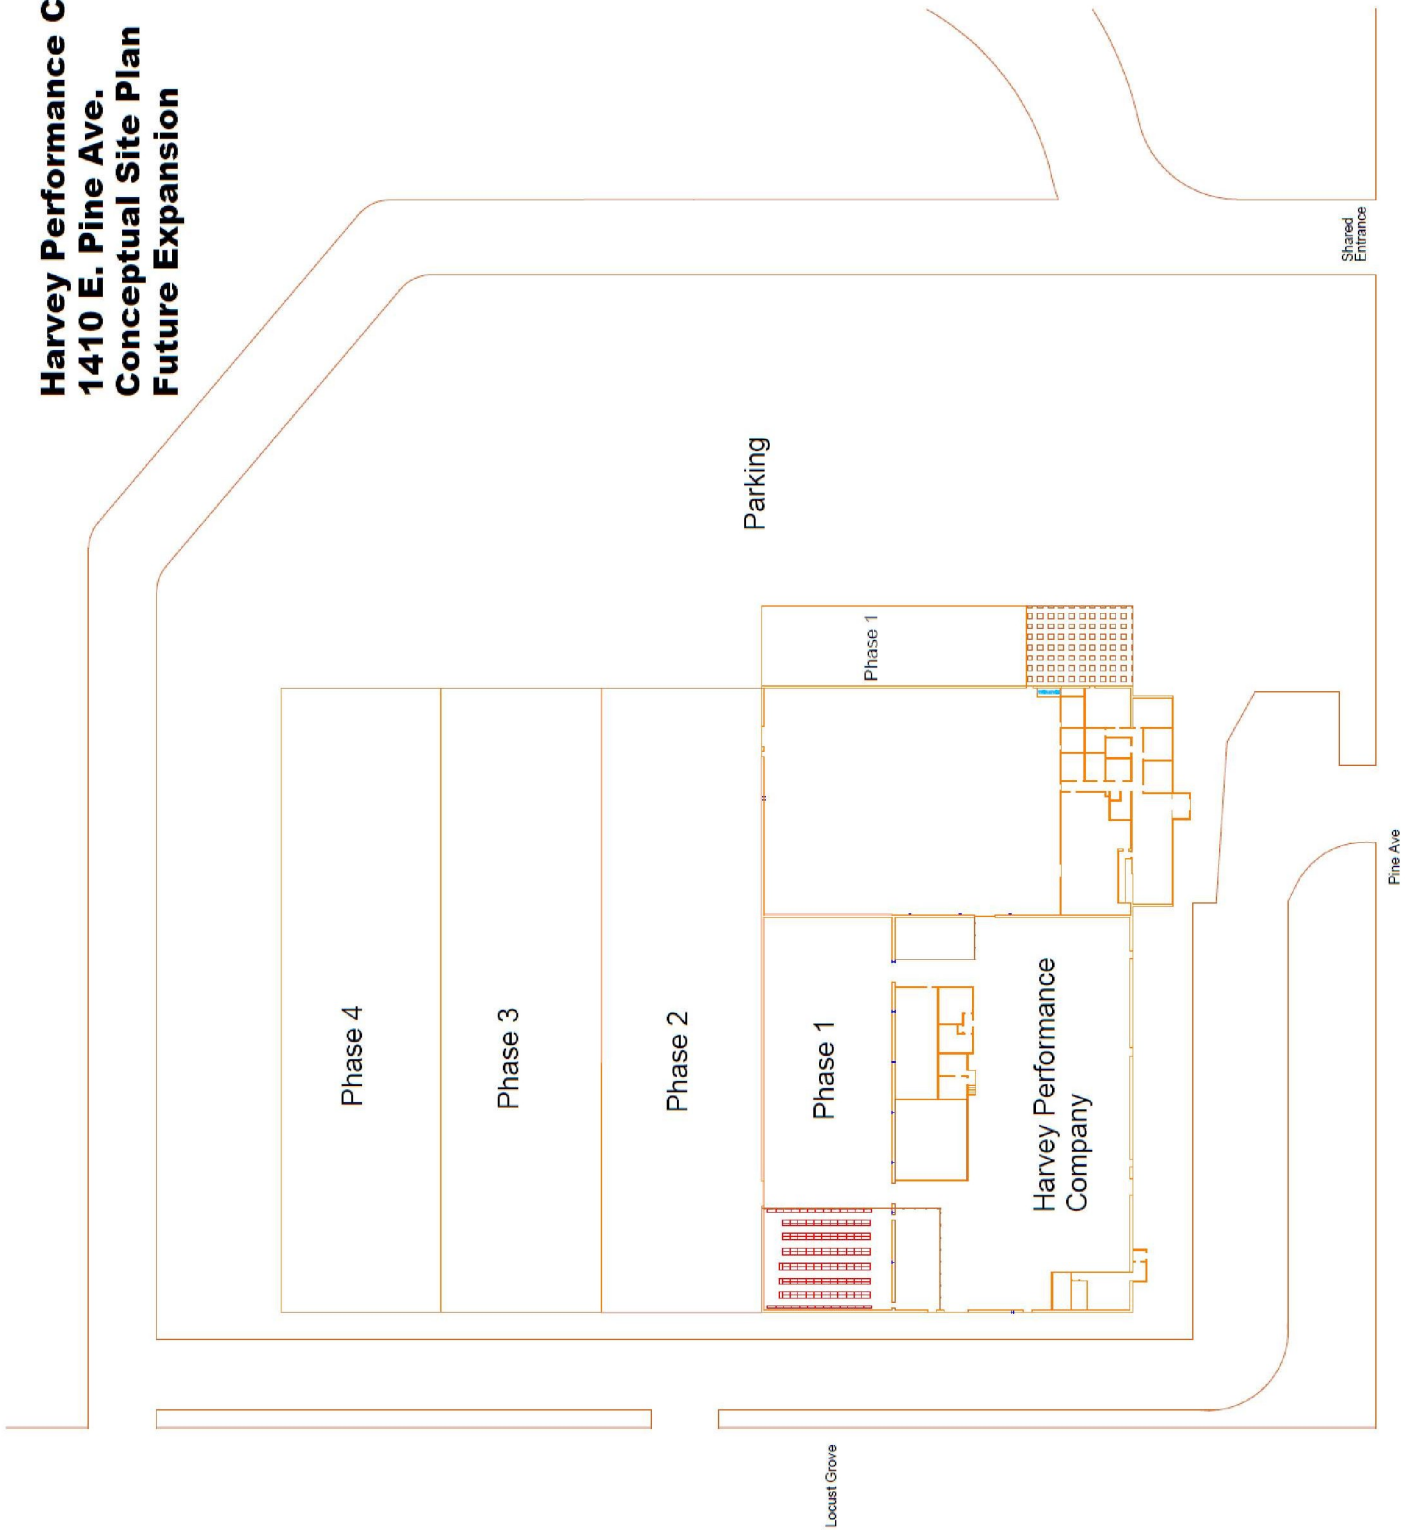 Harvey Performance C
1410 E. Pine Ave.
Conceptual Site Plan
Future Expansion
Shared
Entrance
Parking
Phase 1
Phase 4
Phase 3
Phase 2
Phase 1
Harvey Performance
Company
Pine Ave
Locust Grove